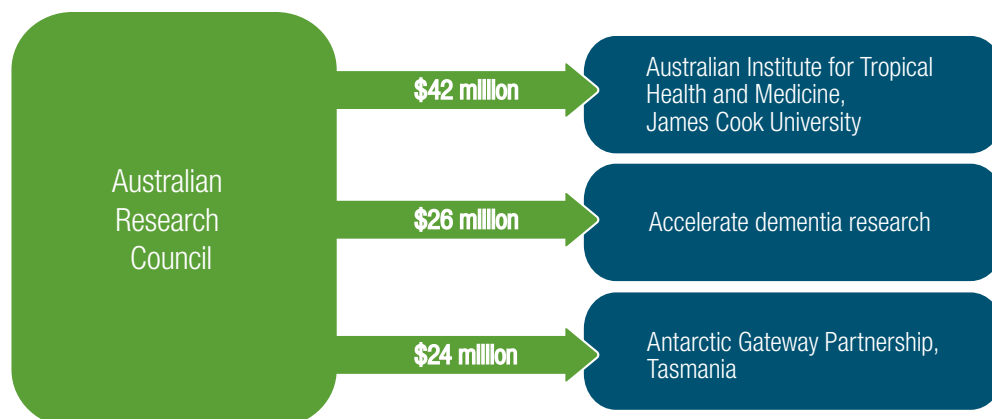 Australian
Research
Council
$42 million
Australian Institute for Tropical
Health and Medicine,
James Cook University
$26 million
Accelerate dementia research
$24 million
Antarctic Gateway Partnership,
Tasmania